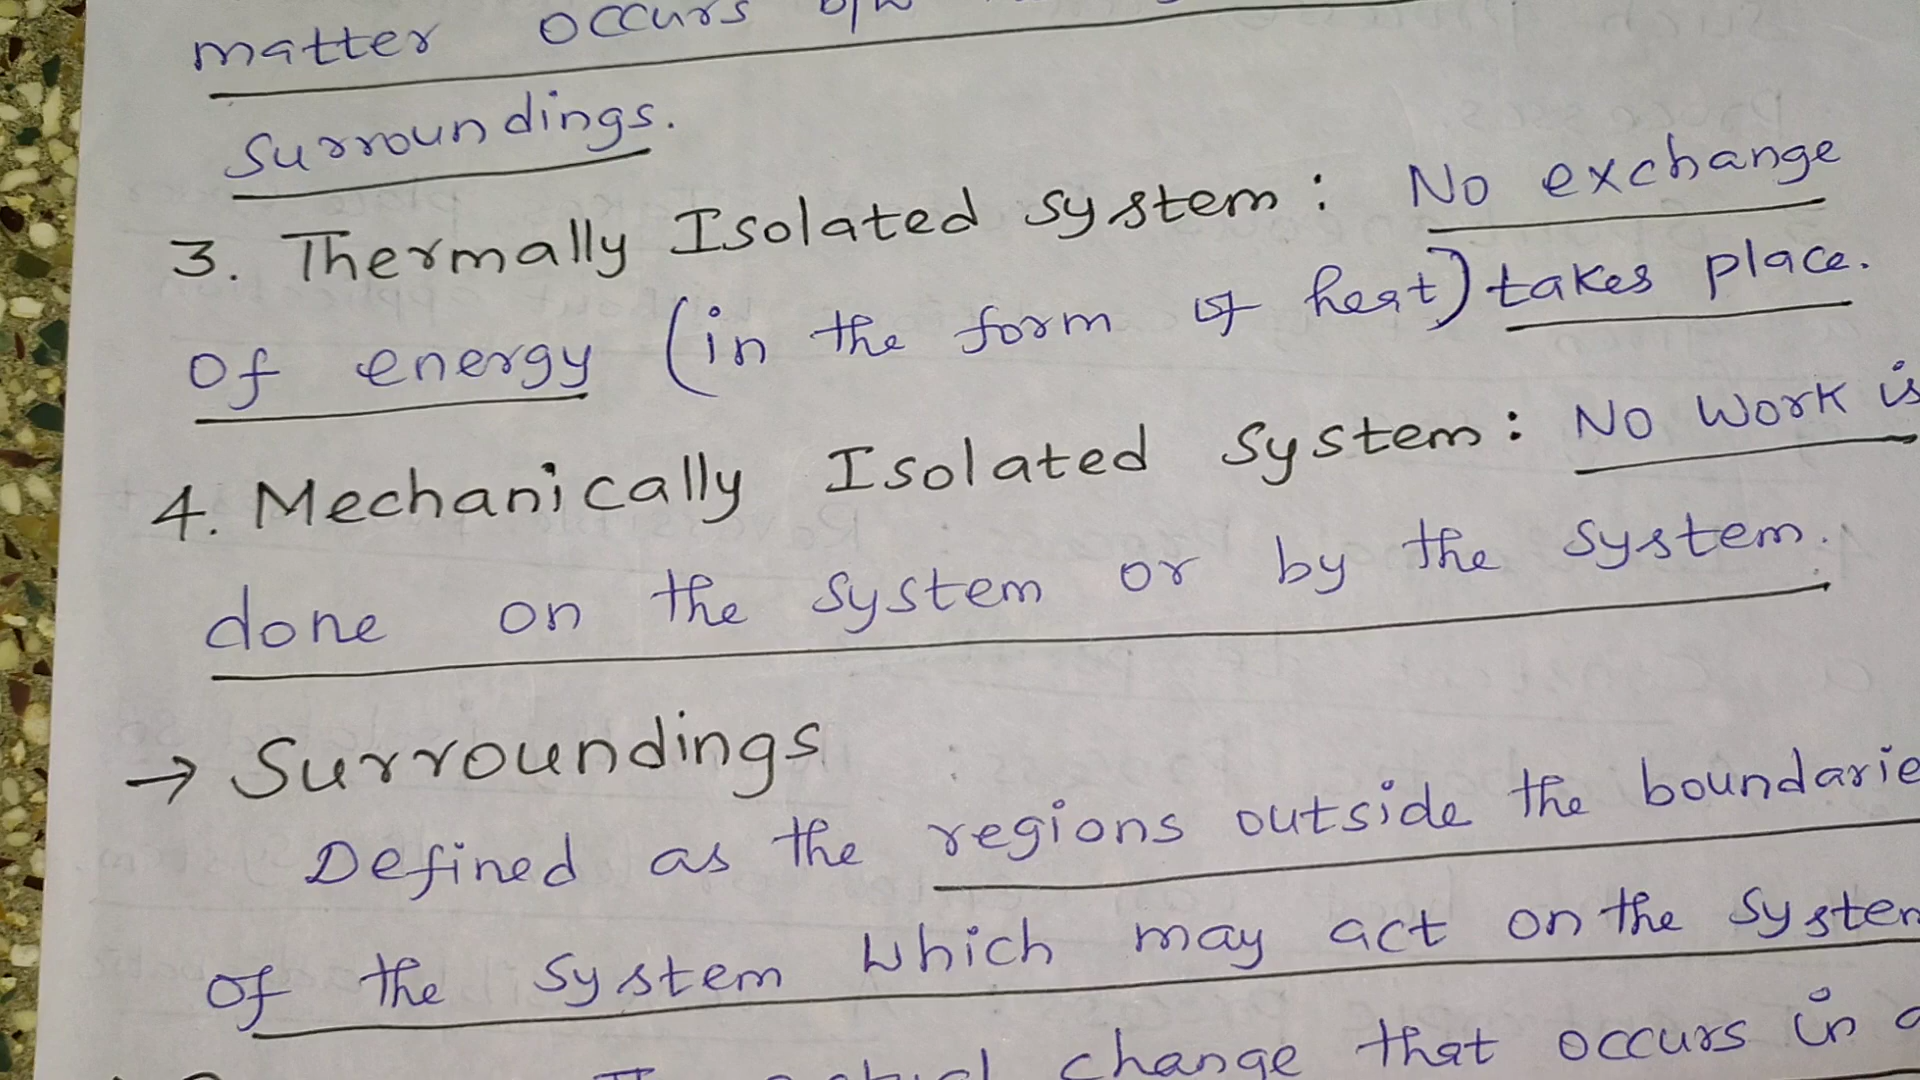 matter occurs b/w
Surroundings.
3. Thermally Isolated system: No exchange
of energy (in the form of heat) takes place.
4. Mechanically Isolated System: No work is
done on the system or by the system.
→ Surroundings
Defined as the regions outside the boundarie
of the system which may act on the system
change that occurs in a